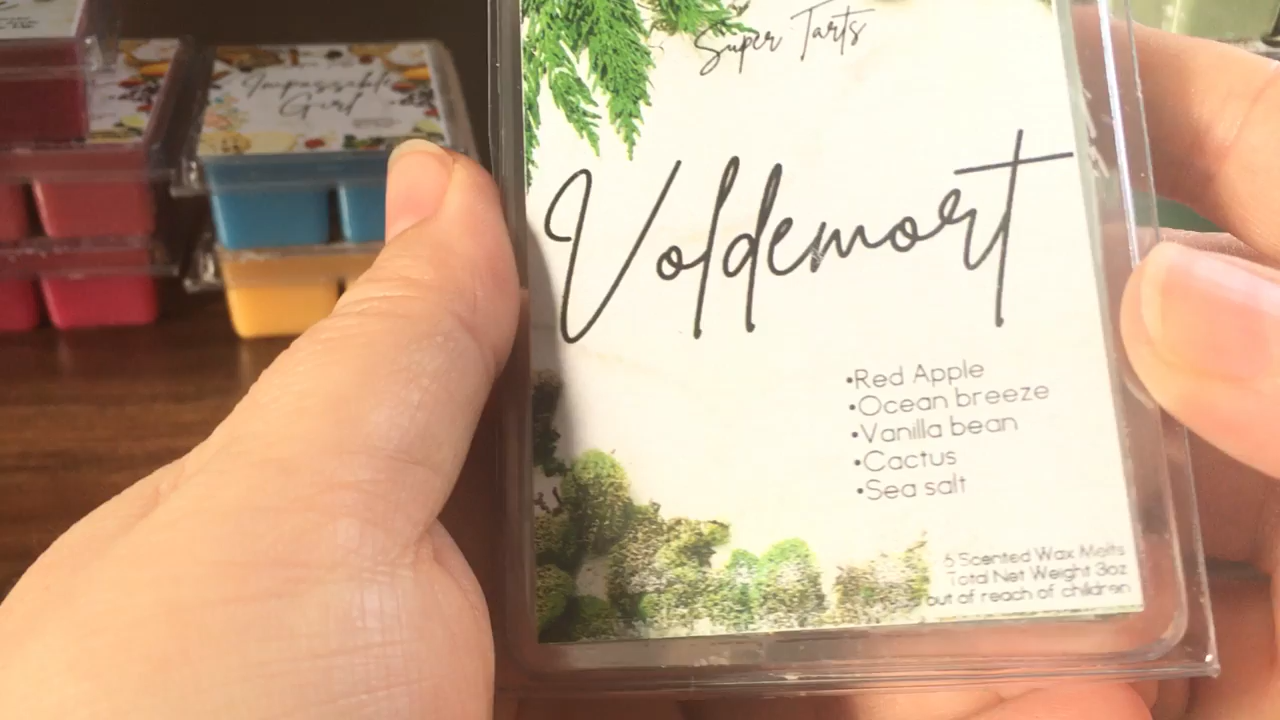 Super Tarts
Voldemort
•Red Apple
•Ocean breeze
•Vanilla bean
•Cactus
•Sea salt
6 Scented Wax Melts
Total Net Weight 3oz
out of reach of children
Girl